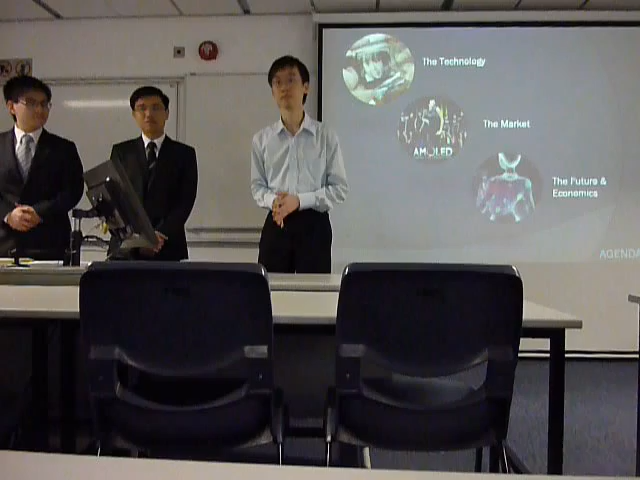 The Technology
The Market
AMOLED
The Future &
Economics
AGENDA